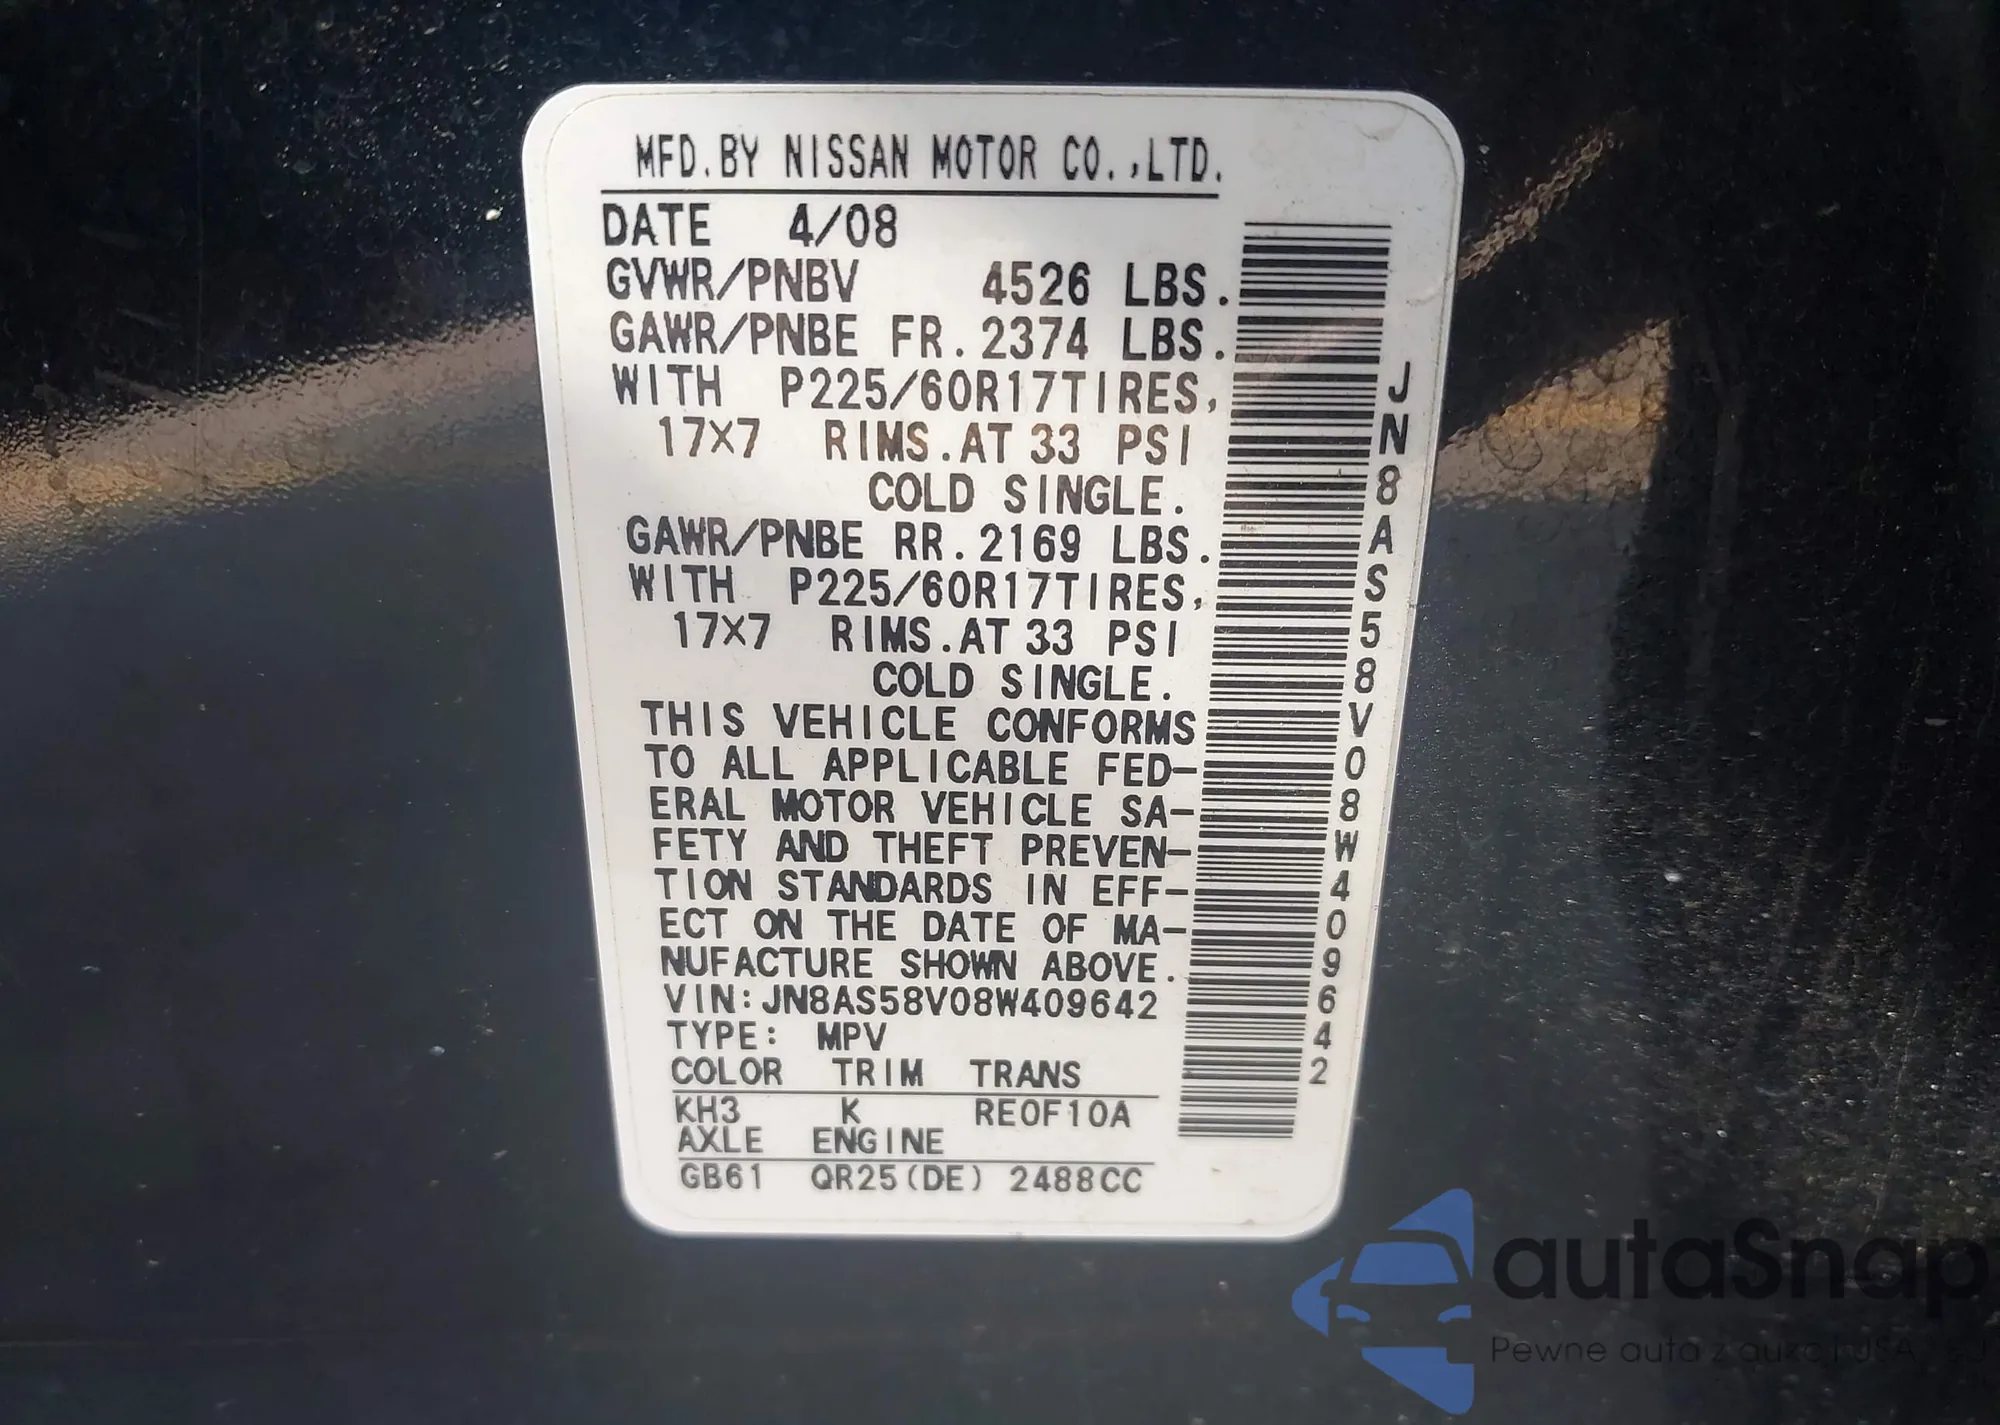 MFD.BY NISSAN MOTOR CO.,LTD.
DATE 4/08
GVWR/PNBV 4526 LBS.
GAWR/PNBE FR.2374 LBS.
WITH P225/60R17TIRES,
17×7 RIMS.AT 33 PSI
COLD SINGLE.
GAWR/PNBE RR.2169 LBS.
WITH P225/60R17TIRES,
17×7 RIMS.AT 33 PSI
COLD SINGLE.
THIS VEHICLE CONFORMS
TO ALL APPLICABLE FED-
ERAL MOTOR VEHICLE SA-
FETY AND THEFT PREVEN-
TION STANDARDS IN EFF-
ECT ON THE DATE OF MA-
NUFACTURE SHOWN ABOVE.
VIN:JN8AS58V08W409642
TYPE: MPV
COLOR TRIM TRANS
KH3 K RE0F10A
AXLE ENGINE
GB61 QR25(DE) 2488CC
JN8AS58V08W409642
autaSnap
Pewne auta z aukcji USA